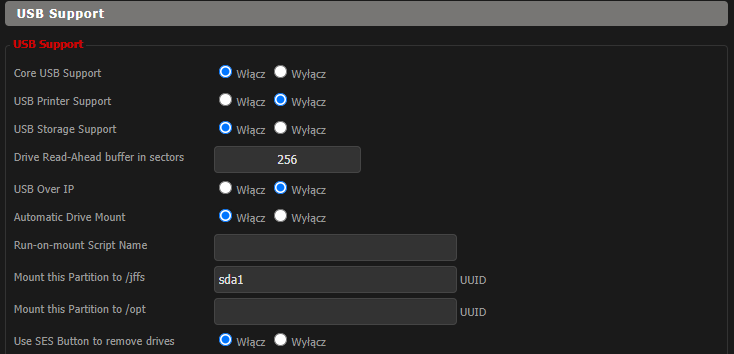 USB Support
USB Support
Core USB Support Włącz Wyłącz
USB Printer Support Włącz Wyłącz
USB Storage Support Włącz Wyłącz
Drive Read-Ahead buffer in sectors 256
USB Over IP Włącz Wyłącz
Automatic Drive Mount Włącz Wyłącz
Run-on-mount Script Name
Mount this Partition to /jffs sda1 UUID
Mount this Partition to /opt UUID
Use SES Button to remove drives Włącz Wyłącz